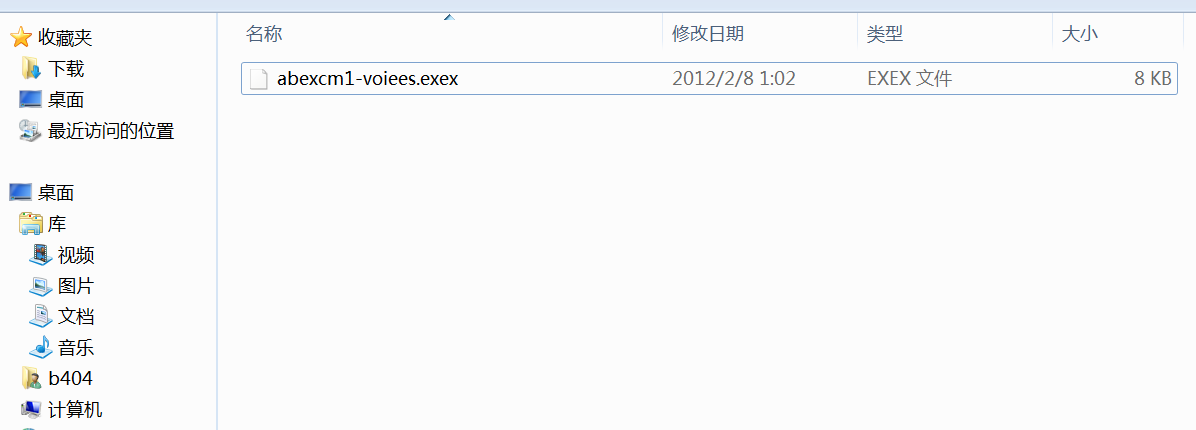 名称 修改日期 类型 大小
abexcm1-voiees.exex 2012/2/8 1:02 EXEX 文件 8 KB
收藏夹
下载
桌面
最近访问的位置
桌面
库
视频
图片
文档
音乐
b404
计算机